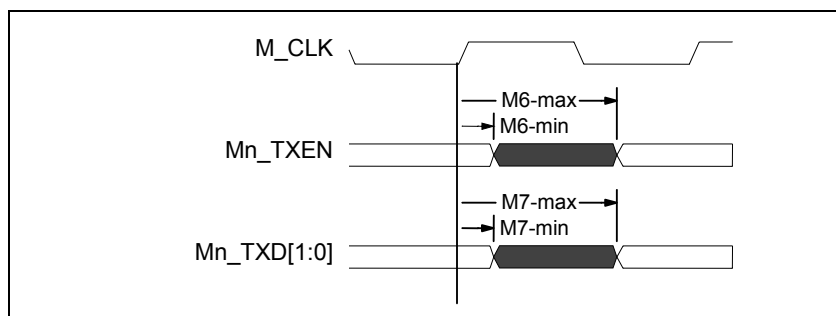 M_CLK
M6-max
M6-min
Mn_TXEN
M7-max
M7-min
Mn_TXD[1:0]